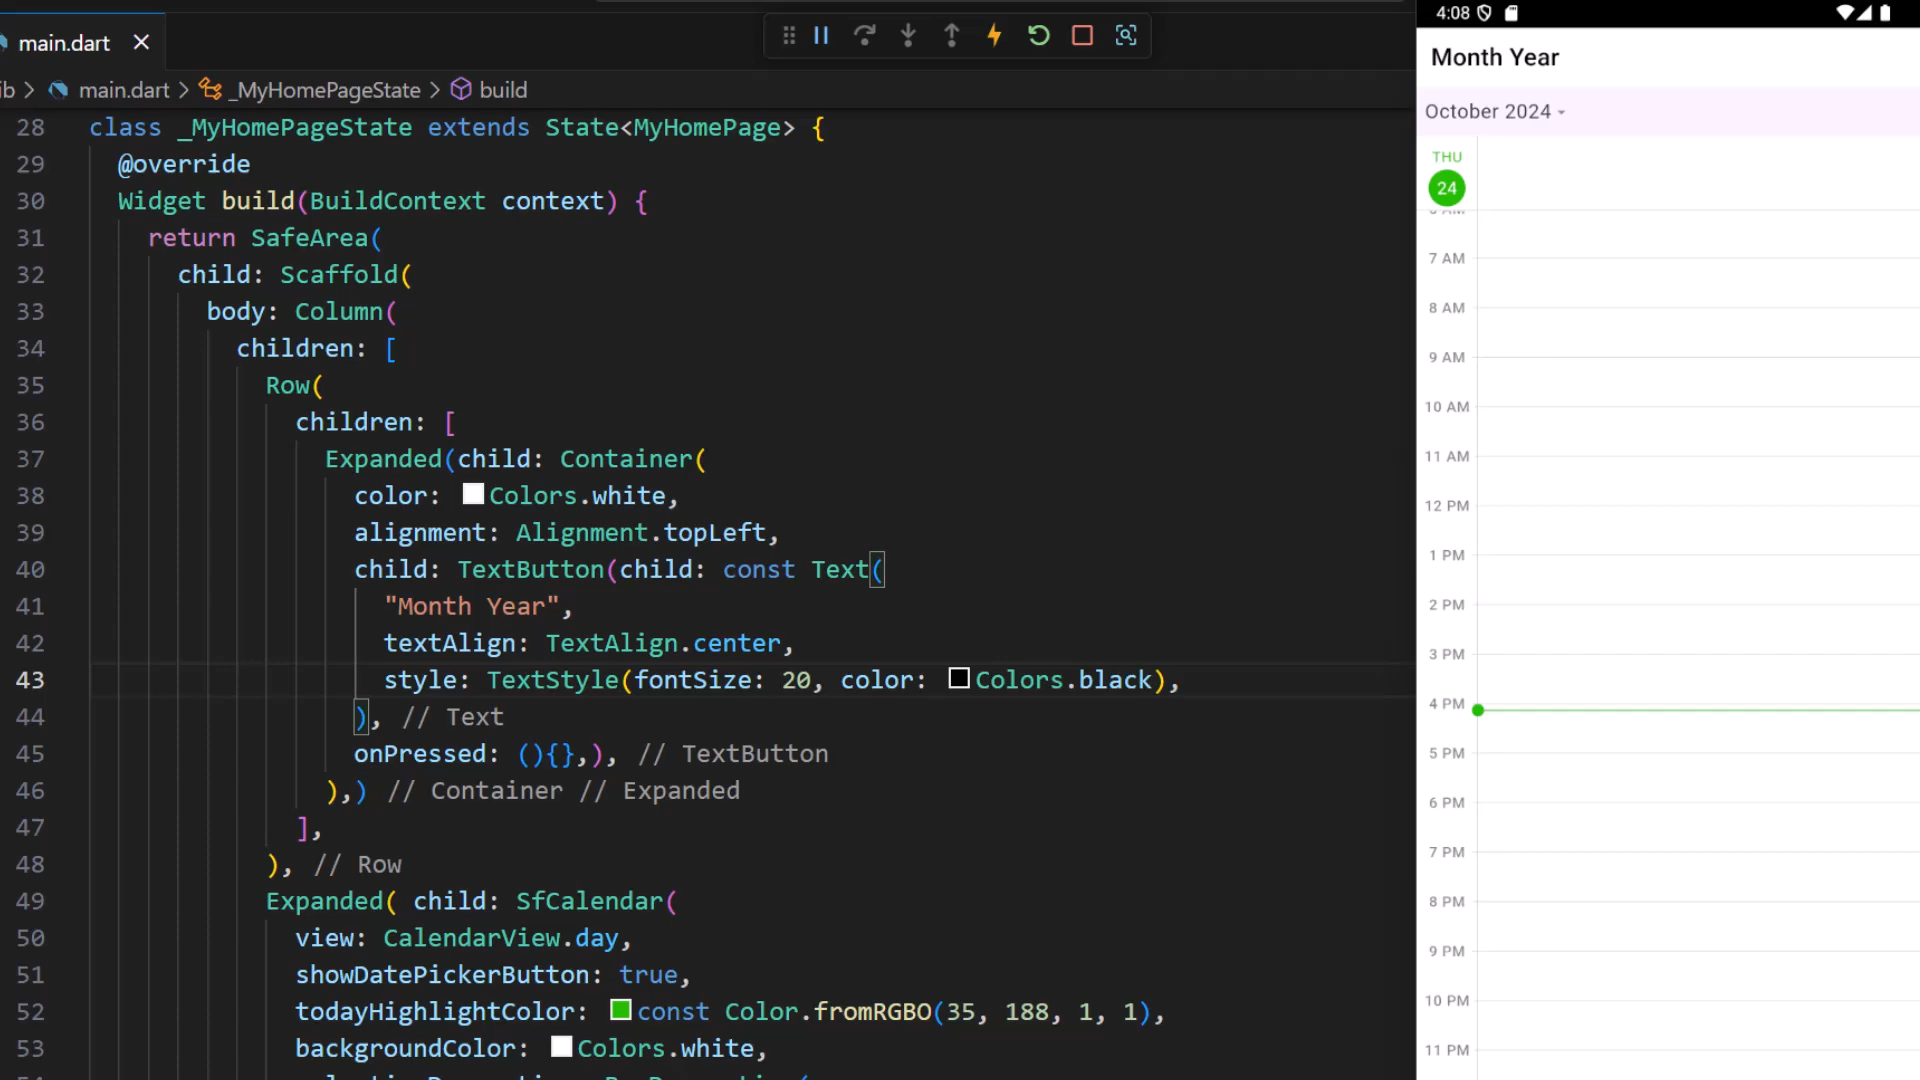 main.dart
ib > main.dart > _MyHomePageState > build
28 class _MyHomePageState extends State<MyHomePage> {
29 @override
30 Widget build(BuildContext context) {
31 return SafeArea(
32 child: Scaffold(
33 body: Column(
34 children: [
35 Row(
36 children: [
37 Expanded(child: Container(
38 color: Colors.white,
39 alignment: Alignment.topLeft,
40 child: TextButton(child: const Text(
41 "Month Year",
42 textAlign: TextAlign.center,
43 style: TextStyle(fontSize: 20, color: Colors.black),
44 ), // Text
45 onPressed: (){},), // TextButton
46 ),) // Container // Expanded
47 ],
48 ), // Row
49 Expanded( child: SfCalendar(
50 view: CalendarView.day,
51 showDatePickerButton: true,
52 todayHighlightColor: const Color.fromRGBO(35, 188, 1, 1),
53 backgroundColor: Colors.white,
4:08
Month Year
October 2024
THU
24
7 AM
8 AM
9 AM
10 AM
11 AM
12 PM
1 PM
2 PM
3 PM
4 PM
5 PM
6 PM
7 PM
8 PM
9 PM
10 PM
11 PM